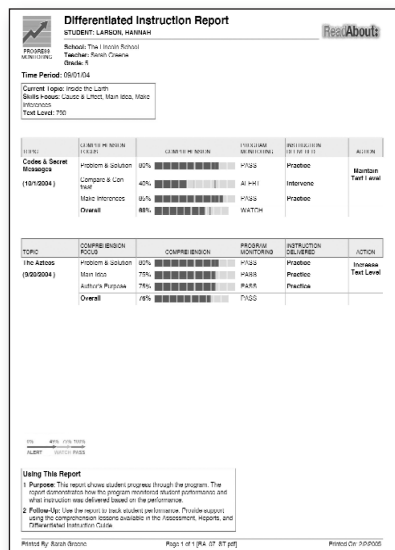 Differentiated Instruction Report
STUDENT: LARSON, HANNAH
ReadAbout:
PROGRESS
MONITORING
School: The Lincoln School
Teacher: Sarah Greene
Grade: 5
Time Period: 09/01/04
Current Topic: Inside the Earth
Skills Focus: Cause & Effect, Main Idea, Make
Inferences
Text Level: 790
TOPIC COMPREHENSION FOCUS COMPREHENSION PROGRAM MONITORING INSTRUCTION DELIVERED ACTION
Codes & Secret Messages Problem & Solution 80% PASS Practice Maintain Text Level
(10/1/2004 ) Compare & Contrast 40% ALERT Intervene
Make Inferences 85% PASS Practice
Overall 68% WATCH
TOPIC COMPREHENSION FOCUS COMPREHENSION PROGRAM MONITORING INSTRUCTION DELIVERED ACTION
The Aztecs Problem & Solution 80% PASS Practice Increase Text Level
(9/20/2004 ) Main Idea 75% PASS Practice
Author's Purpose 75% PASS Practice
Overall 76% PASS
ALERT WATCH PASS
Using This Report
1 Purpose: This report shows student progress through the program. The
report demonstrates how the program monitored student performance and
what instruction was delivered based on the performance.
2 Follow-Up: Use the report to track student performance. Provide support
using the comprehension lessons available in the Assessment, Reports, and
Differentiated Instruction Guide.
Printed By: Sarah Greene Page 1 of 1 [RA_07_ST.pdf] Printed On: 2/2/2005